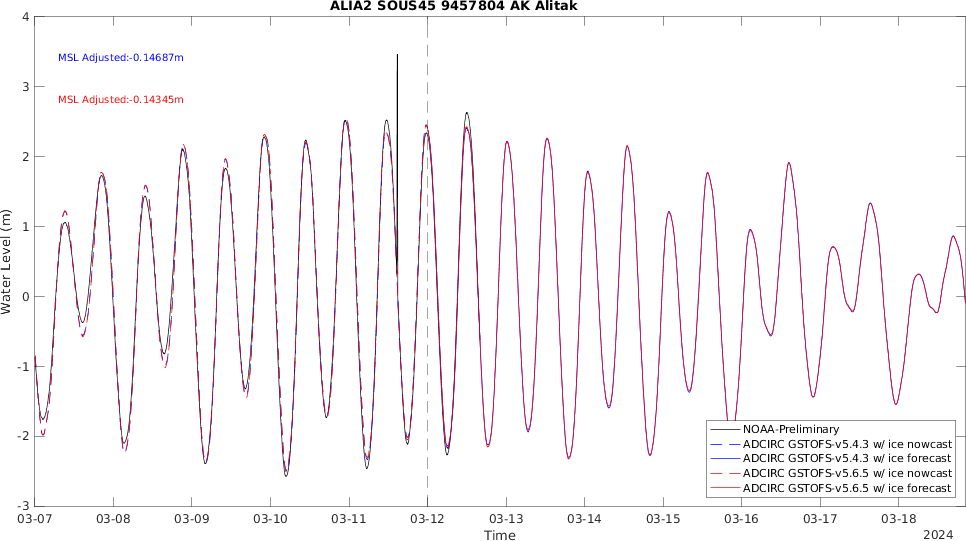 ALIA2 SOUS45 9457804 AK Alitak
MSL Adjusted:-0.14687m
MSL Adjusted:-0.14345m
Water Level (m)
4
3
2
1
0
-1
-2
-3
NOAA-Preliminary
ADCIRC GSTOFS-v5.4.3 w/ ice nowcast
ADCIRC GSTOFS-v5.4.3 w/ ice forecast
ADCIRC GSTOFS-v5.6.5 w/ ice nowcast
ADCIRC GSTOFS-v5.6.5 w/ ice forecast
03-07 03-08 03-09 03-10 03-11 03-12 03-13 03-14 03-15 03-16 03-17 03-18
Time
2024